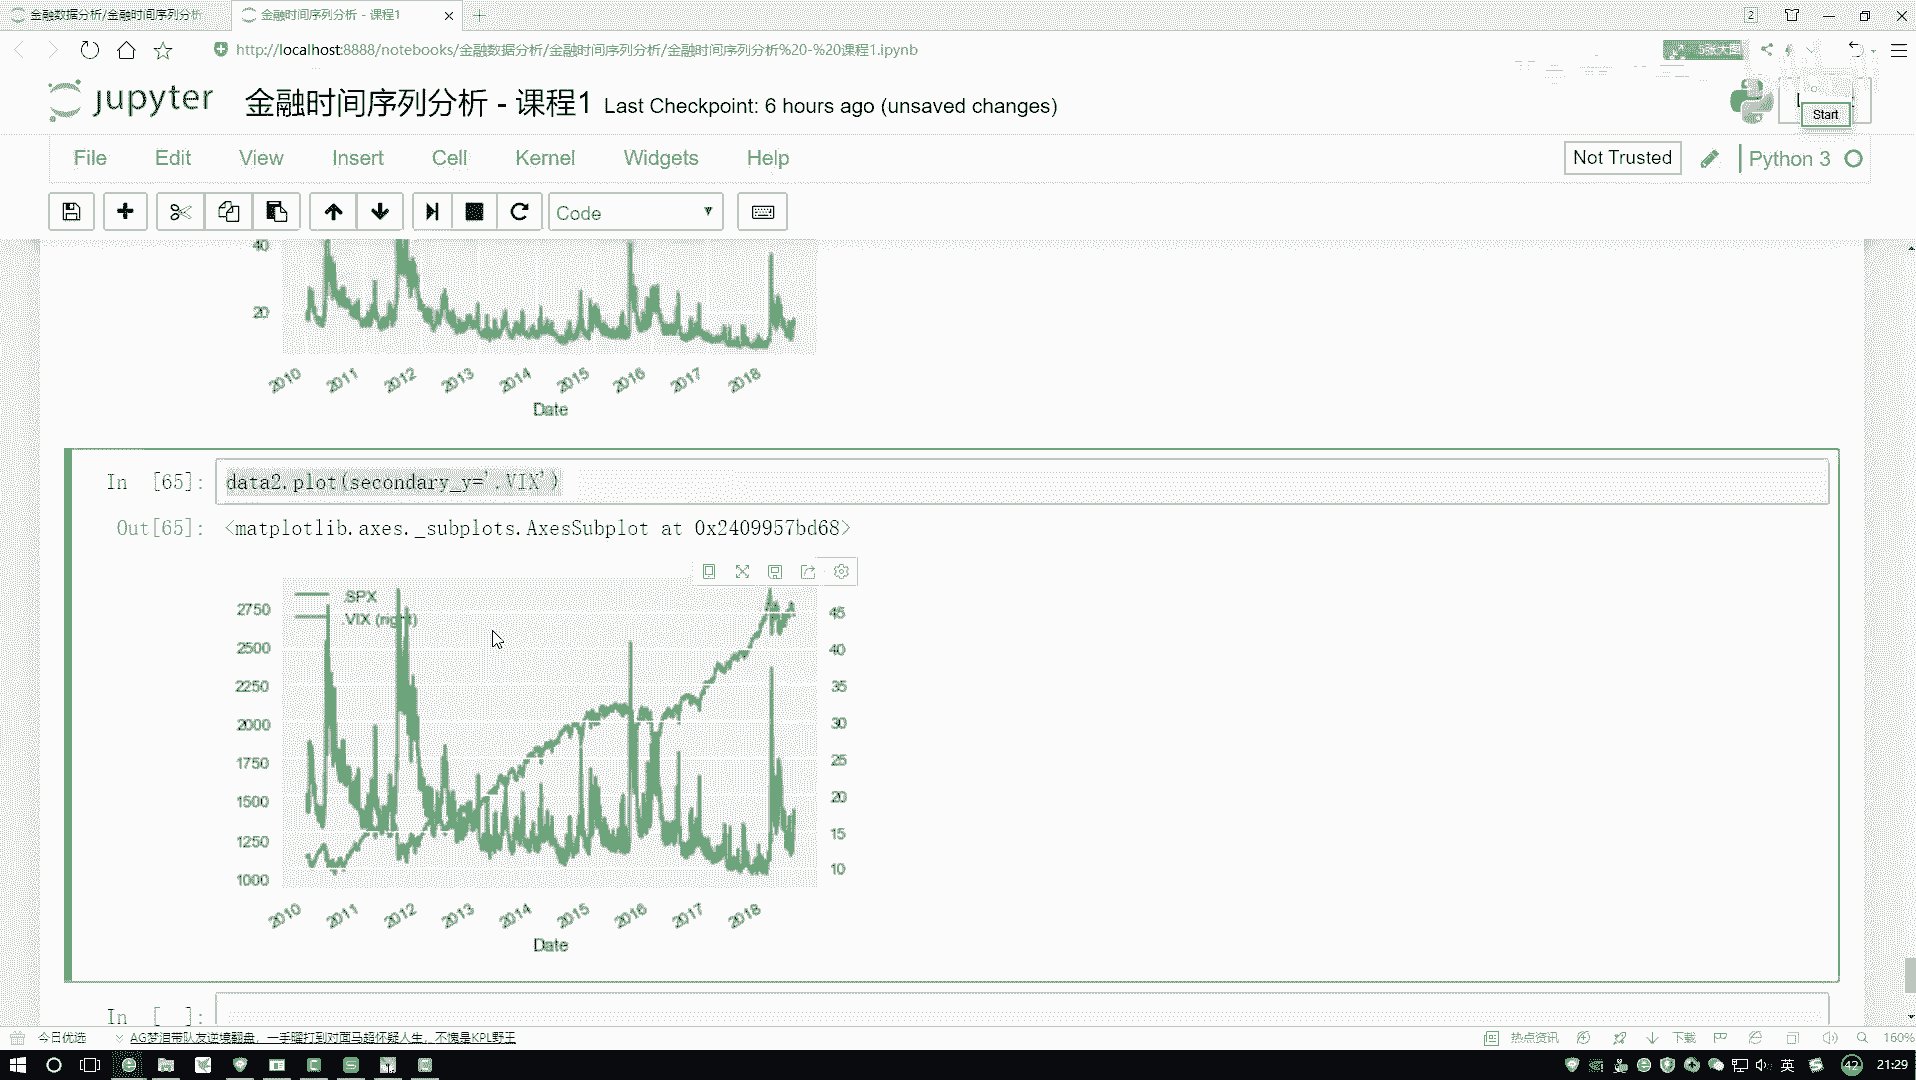 金融数据分析/金融时间序列分析
金融时间序列分析 - 课程1
2
http://localhost:8888/notebooks/金融数据分析/金融时间序列分析/金融时间序列分析%20-%20课程1.ipynb
5张大图
jupyter
金融时间序列分析 - 课程1 Last Checkpoint: 6 hours ago (unsaved changes)
Start
File Edit View Insert Cell Kernel Widgets Help
Not Trusted
Python 3
Code
40
20
2010 2011 2012 2013 2014 2015 2016 2017 2018
Date
In [65]: data2.plot(secondary_y='.VIX')
Out[65]: <matplotlib.axes._subplots.AxesSubplot at 0x2409957bd68>
.SPX
.VIX (right)
2750 45
2500 40
2250 35
2000 30
1750 25
1500 20
1250 15
1000 10
2010 2011 2012 2013 2014 2015 2016 2017 2018
Date
In [ ]:
今日优选
AG梦泪带队友逆境翻盘，一手曜打到对面马超怀疑人生，不愧是KPL野王
热点资讯
下载
160%
英
42
21:29